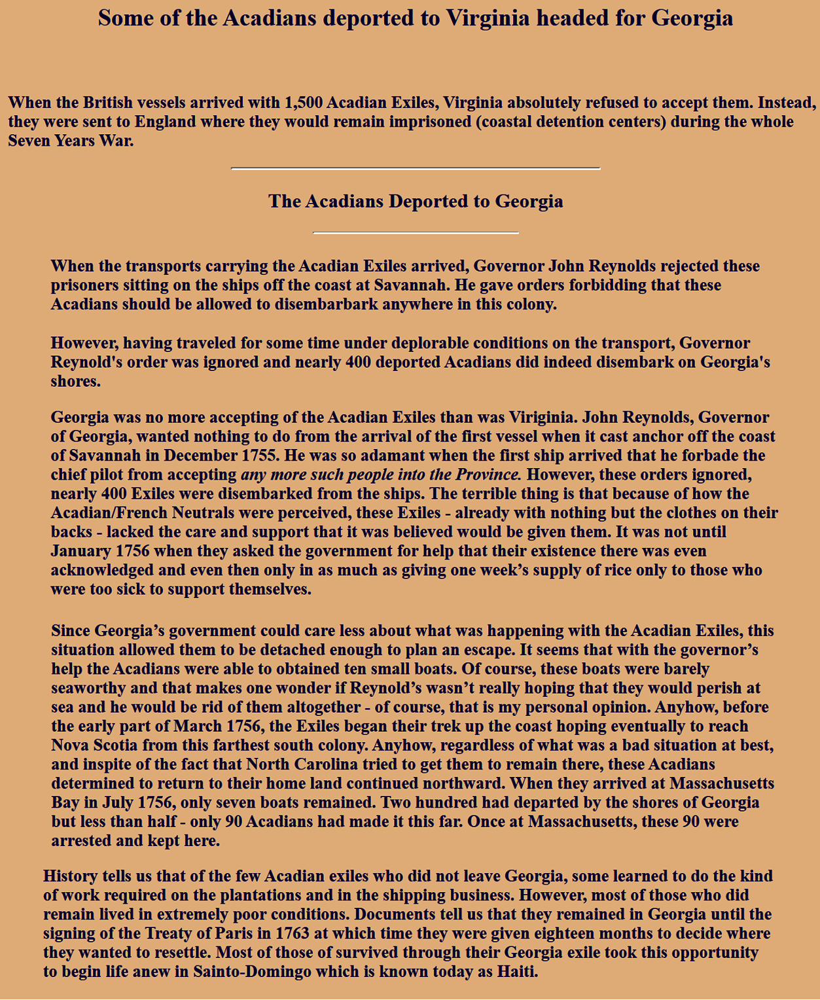 Some of the Acadians deported to Virginia headed for Georgia
When the British vessels arrived with 1,500 Acadian Exiles, Virginia absolutely refused to accept them. Instead,
they were sent to England where they would remain imprisoned (coastal detention centers) during the whole
Seven Years War.
The Acadians Deported to Georgia
When the transports carrying the Acadian Exiles arrived, Governor John Reynolds rejected these
prisoners sitting on the ships off the coast at Savannah. He gave orders forbidding that these
Acadians should be allowed to disembarbark anywhere in this colony.
However, having traveled for some time under deplorable conditions on the transport, Governor
Reynold's order was ignored and nearly 400 deported Acadians did indeed disembark on Georgia's
shores.
Georgia was no more accepting of the Acadian Exiles than was Viriginia. John Reynolds, Governor
of Georgia, wanted nothing to do from the arrival of the first vessel when it cast anchor off the coast
of Savannah in December 1755. He was so adamant when the first ship arrived that he forbade the
chief pilot from accepting any more such people into the Province. However, these orders ignored,
nearly 400 Exiles were disembarked from the ships. The terrible thing is that because of how the
Acadian/French Neutrals were perceived, these Exiles - already with nothing but the clothes on their
backs - lacked the care and support that it was believed would be given them. It was not until
January 1756 when they asked the government for help that their existence there was even
acknowledged and even then only in as much as giving one week’s supply of rice only to those who
were too sick to support themselves.
Since Georgia’s government could care less about what was happening with the Acadian Exiles, this
situation allowed them to be detached enough to plan an escape. It seems that with the governor’s
help the Acadians were able to obtained ten small boats. Of course, these boats were barely
seaworthy and that makes one wonder if Reynold’s wasn’t really hoping that they would perish at
sea and he would be rid of them altogether - of course, that is my personal opinion. Anyhow, before
the early part of March 1756, the Exiles began their trek up the coast hoping eventually to reach
Nova Scotia from this farthest south colony. Anyhow, regardless of what was a bad situation at best,
and inspite of the fact that North Carolina tried to get them to remain there, these Acadians
determined to return to their home land continued northward. When they arrived at Massachusetts
Bay in July 1756, only seven boats remained. Two hundred had departed by the shores of Georgia
but less than half - only 90 Acadians had made it this far. Once at Massachusetts, these 90 were
arrested and kept here.
History tells us that of the few Acadian exiles who did not leave Georgia, some learned to do the kind
of work required on the plantations and in the shipping business. However, most of those who did
remain lived in extremely poor conditions. Documents tell us that they remained in Georgia until the
signing of the Treaty of Paris in 1763 at which time they were given eighteen months to decide where
they wanted to resettle. Most of those of survived through their Georgia exile took this opportunity
to begin life anew in Sainto-Domingo which is known today as Haiti.